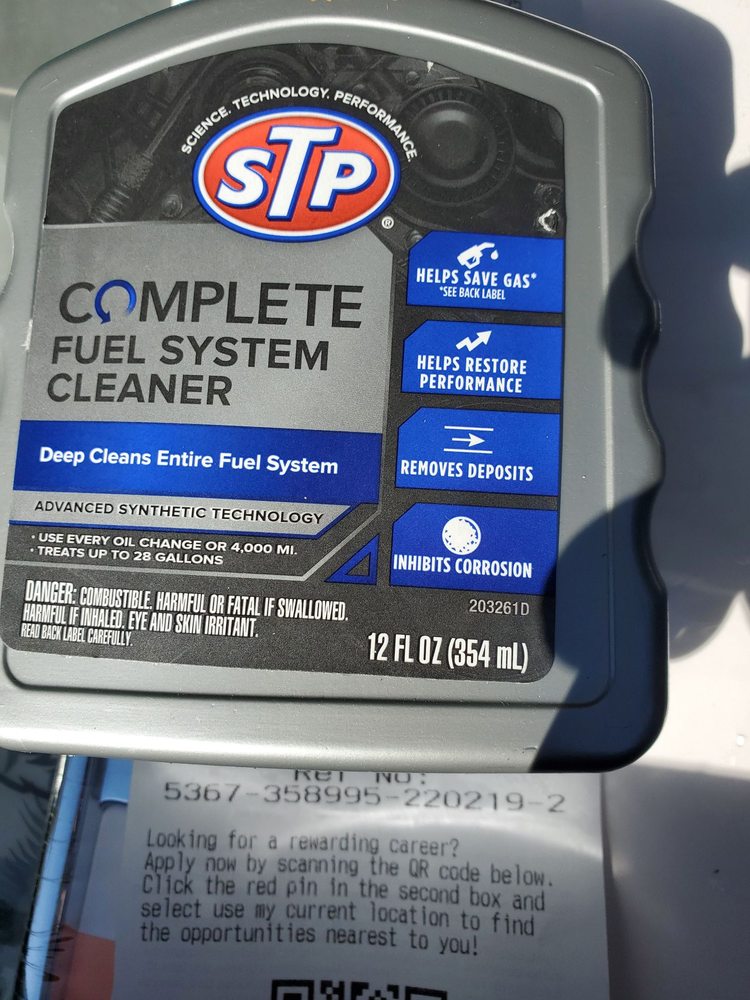 SCIENCE. TECHNOLOGY. PERFORMANCE.
STP
®
COMPLETE
FUEL SYSTEM
CLEANER
Deep Cleans Entire Fuel System
ADVANCED SYNTHETIC TECHNOLOGY
• USE EVERY OIL CHANGE OR 4,000 MI.
• TREATS UP TO 28 GALLONS
HELPS SAVE GAS*
*SEE BACK LABEL
HELPS RESTORE
PERFORMANCE
REMOVES DEPOSITS
INHIBITS CORROSION
203261D
DANGER: COMBUSTIBLE. HARMFUL OR FATAL IF SWALLOWED.
HARMFUL IF INHALED. EYE AND SKIN IRRITANT.
READ BACK LABEL CAREFULLY.
12 FL OZ (354 mL)
Ref No:
5367-358995-220219-2
Looking for a rewarding career?
Apply now by scanning the QR code below.
Click the red pin in the second box and
select use my current location to find
the opportunities nearest to you!